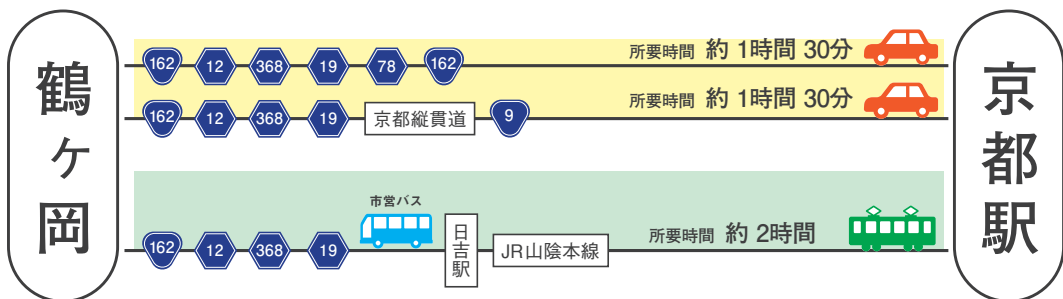 鶴ヶ岡
162 12 368 19 78 162 所要時間 約 1時間 30分
162 12 368 19 京都縦貫道 9 所要時間 約 1時間 30分
市営バス
162 12 368 19 日吉駅 JR山陰本線 所要時間 約 2時間
京都駅